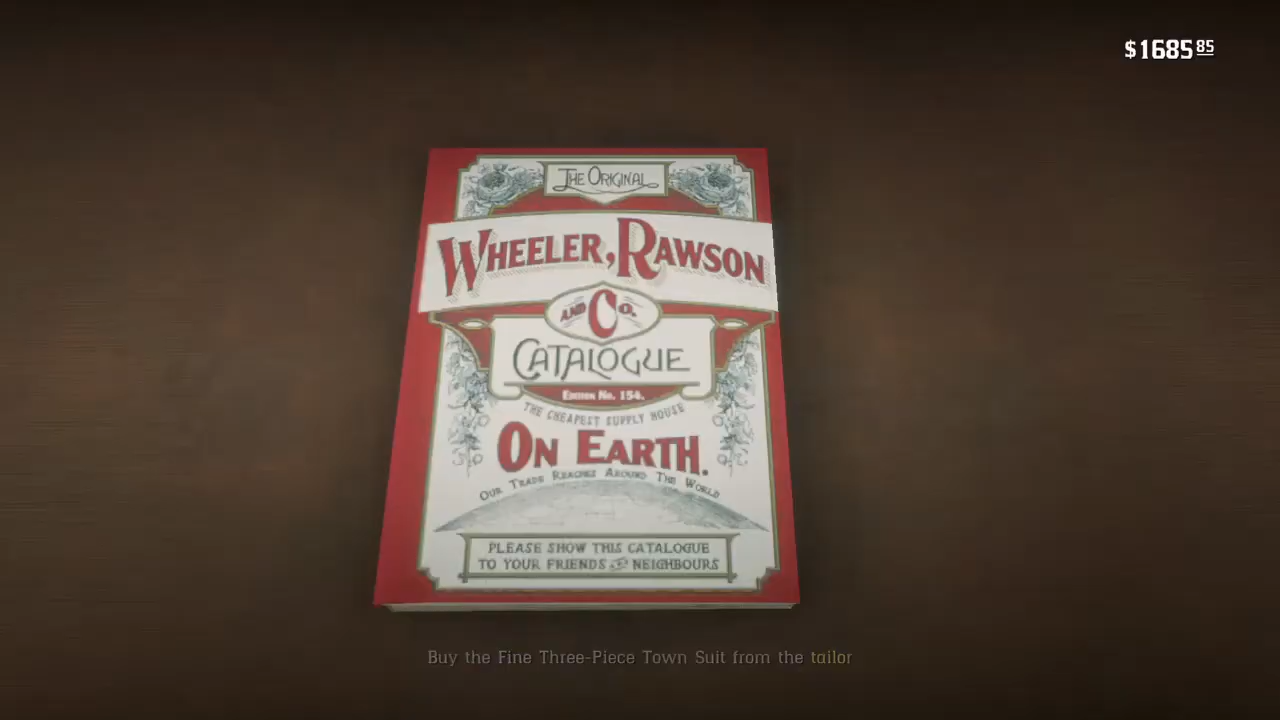 $1685 85
THE ORIGINAL
WHEELER, RAWSON
AND CO.
CATALOGUE
EDITION No. 154.
THE CHEAPEST SUPPLY HOUSE
ON EARTH.
OUR TRADE REACHES AROUND THE WORLD
PLEASE SHOW THIS CATALOGUE
TO YOUR FRIENDS AND NEIGHBOURS
Buy the Fine Three-Piece Town Suit from the tailor